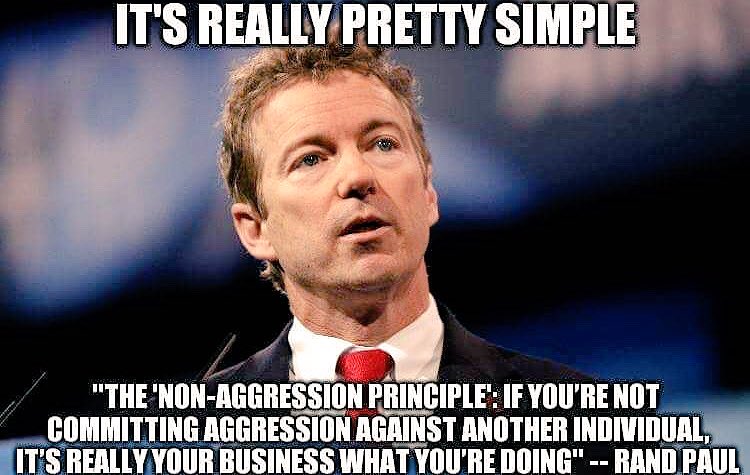 IT'S REALLY PRETTY SIMPLE
"THE 'NON-AGGRESSION PRINCIPLE': IF YOU'RE NOT
COMMITTING AGGRESSION AGAINST ANOTHER INDIVIDUAL,
IT'S REALLY YOUR BUSINESS WHAT YOU'RE DOING" -- RAND PAUL